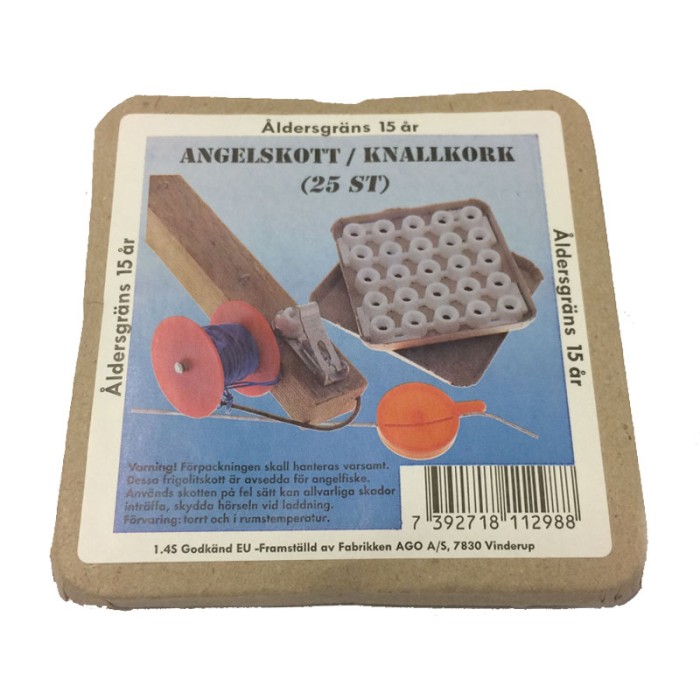 Åldersgräns 15 år
ANGELSKOTT / KNALLKORK
(25 ST)
Åldersgräns 15 år
Åldersgräns 15 år
Varning! Förpackningen skall hanteras varsamt.
Dessa frigolitskott är avsedda för angelfiske.
Används skotten på fel sätt kan allvarliga skador
inträffa, skydda hörseln vid laddning.
Förvaring: torrt och i rumstemperatur.
7 392718 112988
1.4S Godkänd EU -Framställd av Fabrikken AGO A/S, 7830 Vinderup